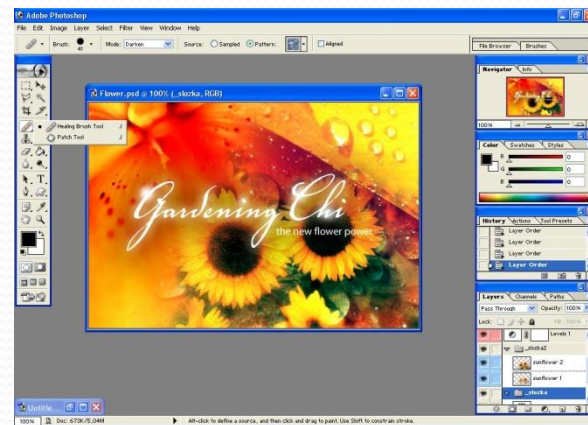 Adobe Photoshop
File Edit Image Layer Select Filter View Window Help
Brush: 40 Mode: Darken Source: Sampled Pattern: Aligned
File Browser Brushes
Flower.psd @ 100% (_slozka, RGB)
Healing Brush Tool J
Patch Tool J
Gardening Chi
the new flower power
Navigator Info
100%
Color Swatches Styles
R 0
G 0
B 0
History Actions Tool Presets
Layer Order
Layer Order
Layer Order
Layer Order
Layers Channels Paths
Pass Through Opacity: 100%
Lock: Fill: 100%
Levels 1
_slozka2
sunflower 2
sunflower 1
_slozka
Untitle...
100% Doc: 673K/5,04M Alt-click to define a source, and then click and drag to paint. Use Shift to constrain stroke.